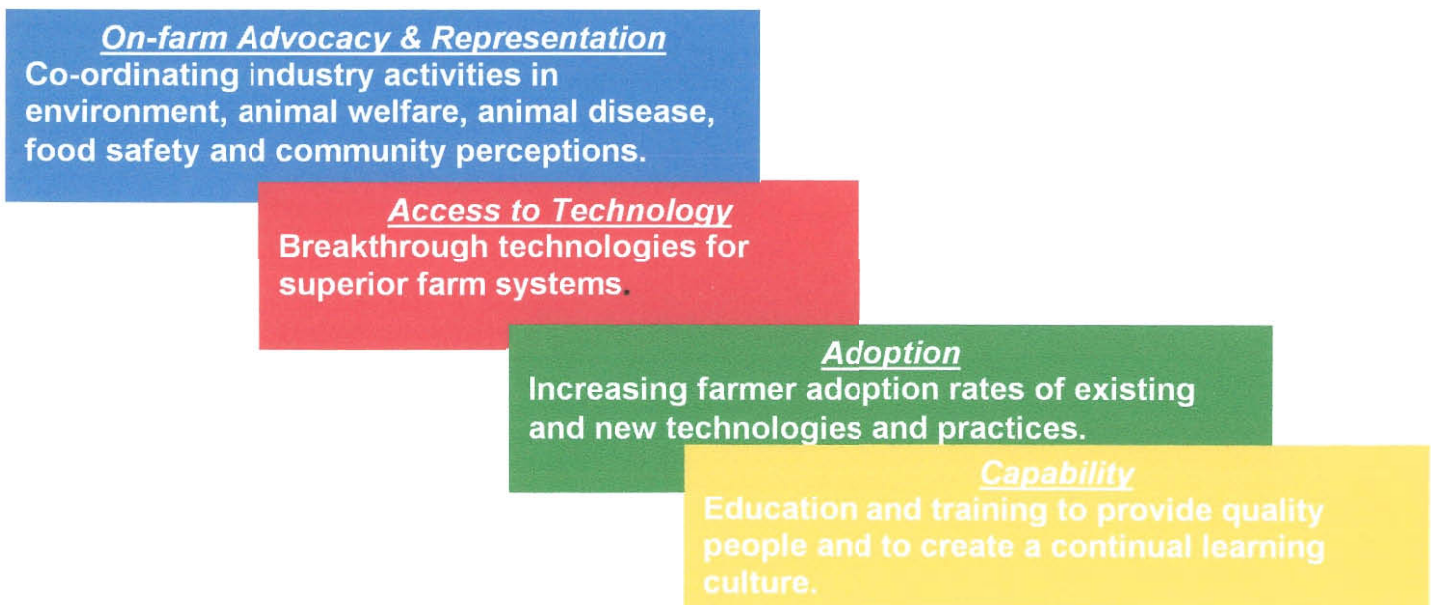 On-farm Advocacy & Representation
Co-ordinating industry activities in
environment, animal welfare, animal disease,
food safety and community perceptions.
Access to Technology
Breakthrough technologies for
superior farm systems.
Adoption
Increasing farmer adoption rates of existing
and new technologies and practices.
Capability
Education and training to provide quality
people and to create a continual learning
culture.